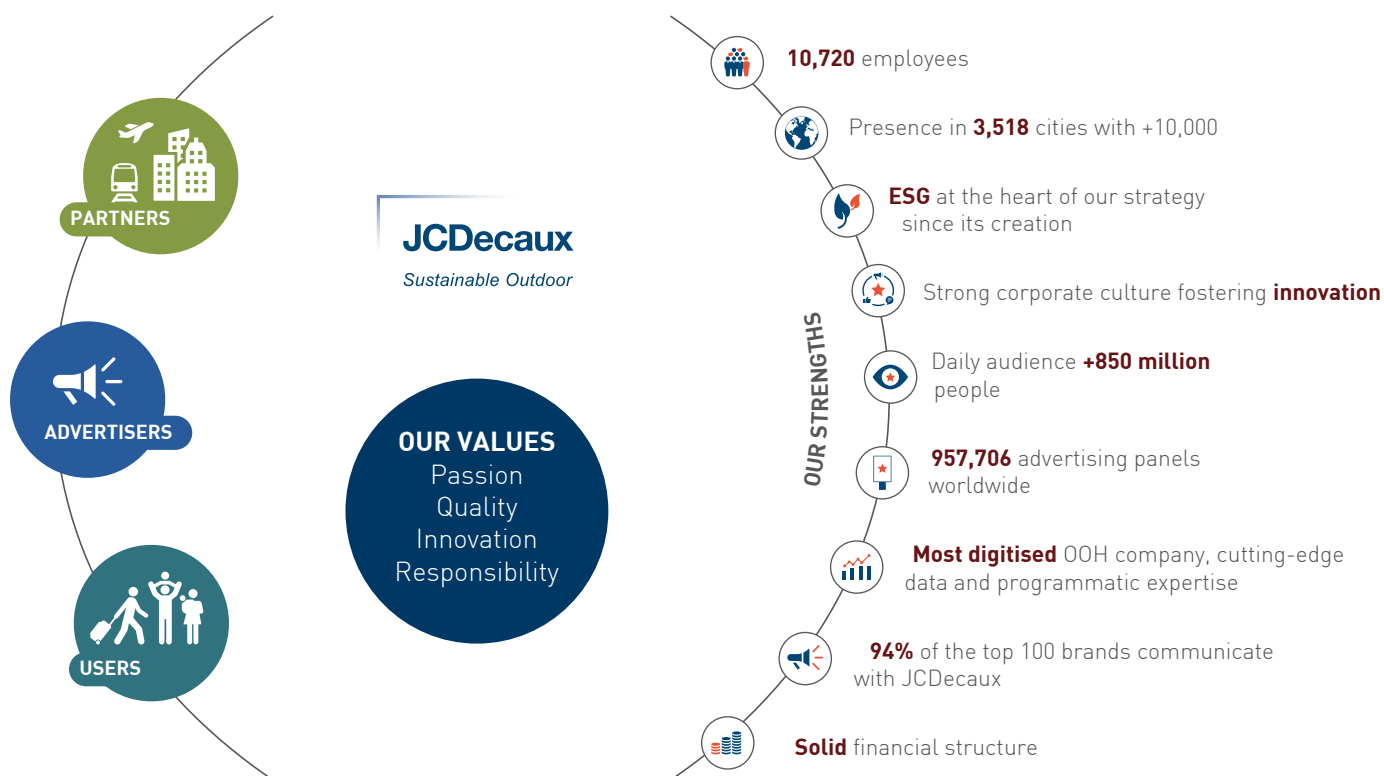 PARTNERS
ADVERTISERS
USERS
JCDecaux
Sustainable Outdoor
OUR VALUES
Passion
Quality
Innovation
Responsibility
OUR STRENGTHS
10,720 employees
Presence in 3,518 cities with +10,000
ESG at the heart of our strategy
since its creation
Strong corporate culture fostering innovation
Daily audience +850 million
people
957,706 advertising panels
worldwide
Most digitised OOH company, cutting-edge
data and programmatic expertise
94% of the top 100 brands communicate
with JCDecaux
Solid financial structure